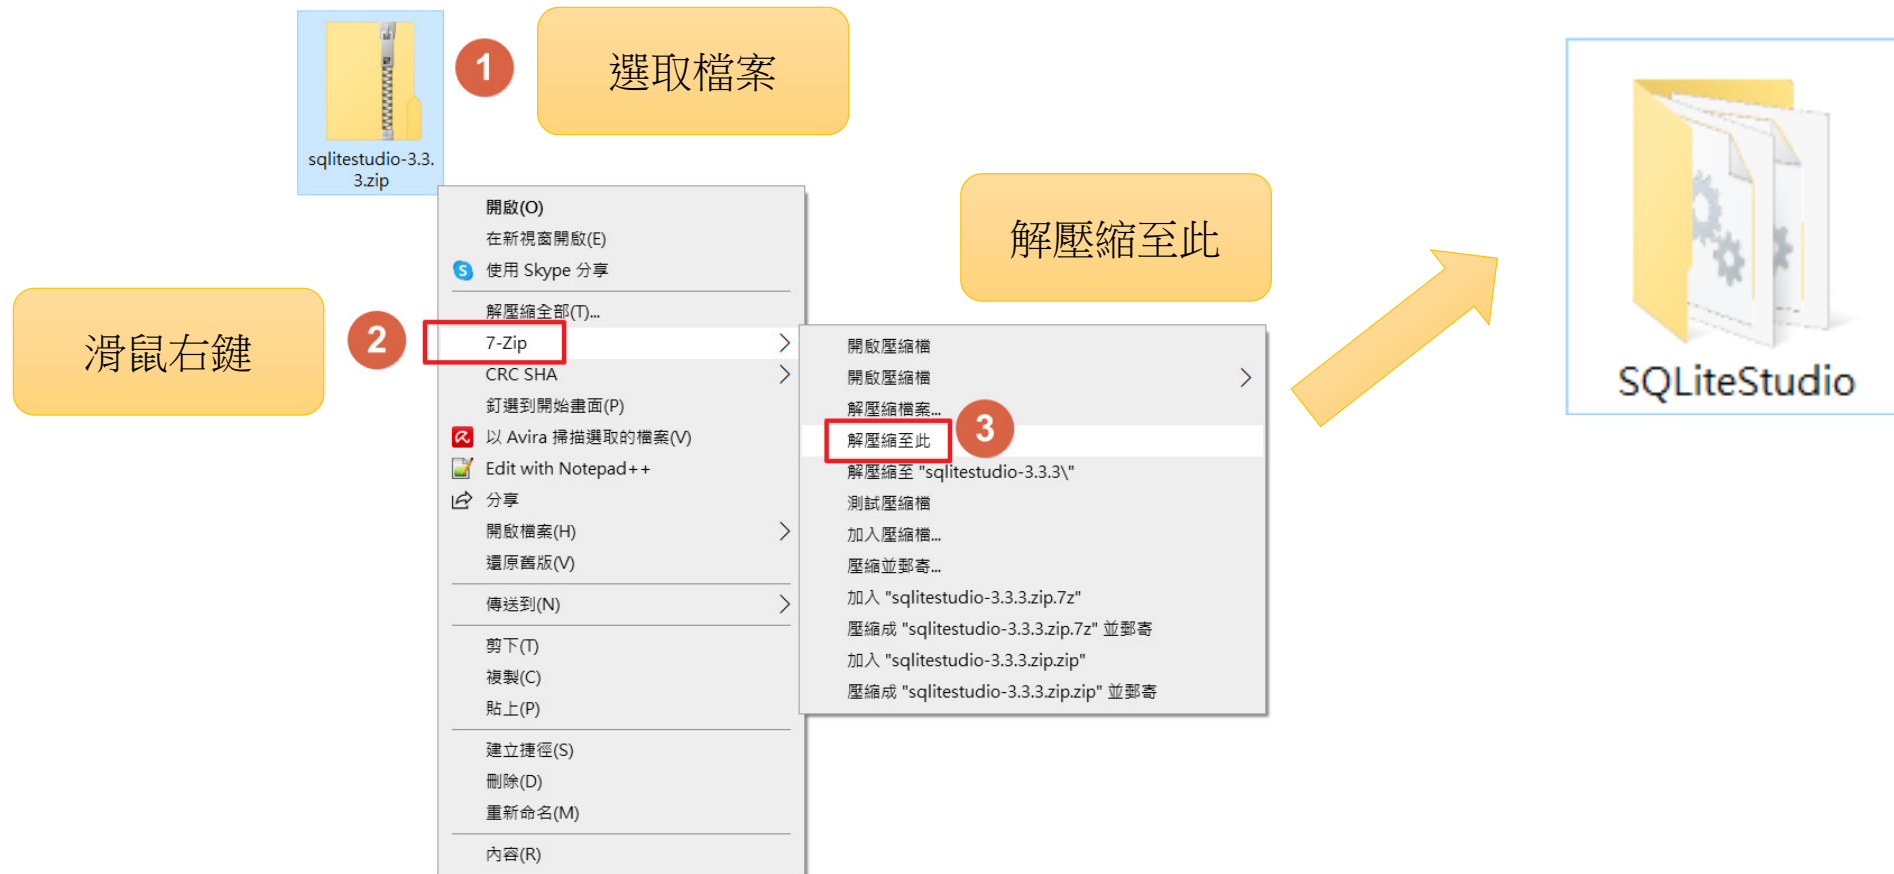 1
選取檔案
sqlitestudio-3.3.
3.zip
滑鼠右鍵
2
開啟(O)
在新視窗開啟(E)
使用 Skype 分享
解壓縮全部(T)...
7-Zip
CRC SHA
釘選到開始畫面(P)
以 Avira 掃描選取的檔案(V)
Edit with Notepad++
分享
開啟檔案(H)
還原舊版(V)
傳送到(N)
剪下(T)
複製(C)
貼上(P)
建立捷徑(S)
刪除(D)
重新命名(M)
內容(R)
解壓縮至此
3
開啟壓縮檔
開啟壓縮檔
解壓縮檔案...
解壓縮至此
解壓縮至 "sqlitestudio-3.3.3\"
測試壓縮檔
加入壓縮檔...
壓縮並郵寄...
加入 "sqlitestudio-3.3.3.zip.7z"
壓縮成 "sqlitestudio-3.3.3.zip.7z" 並郵寄
加入 "sqlitestudio-3.3.3.zip.zip"
壓縮成 "sqlitestudio-3.3.3.zip.zip" 並郵寄
SQLiteStudio